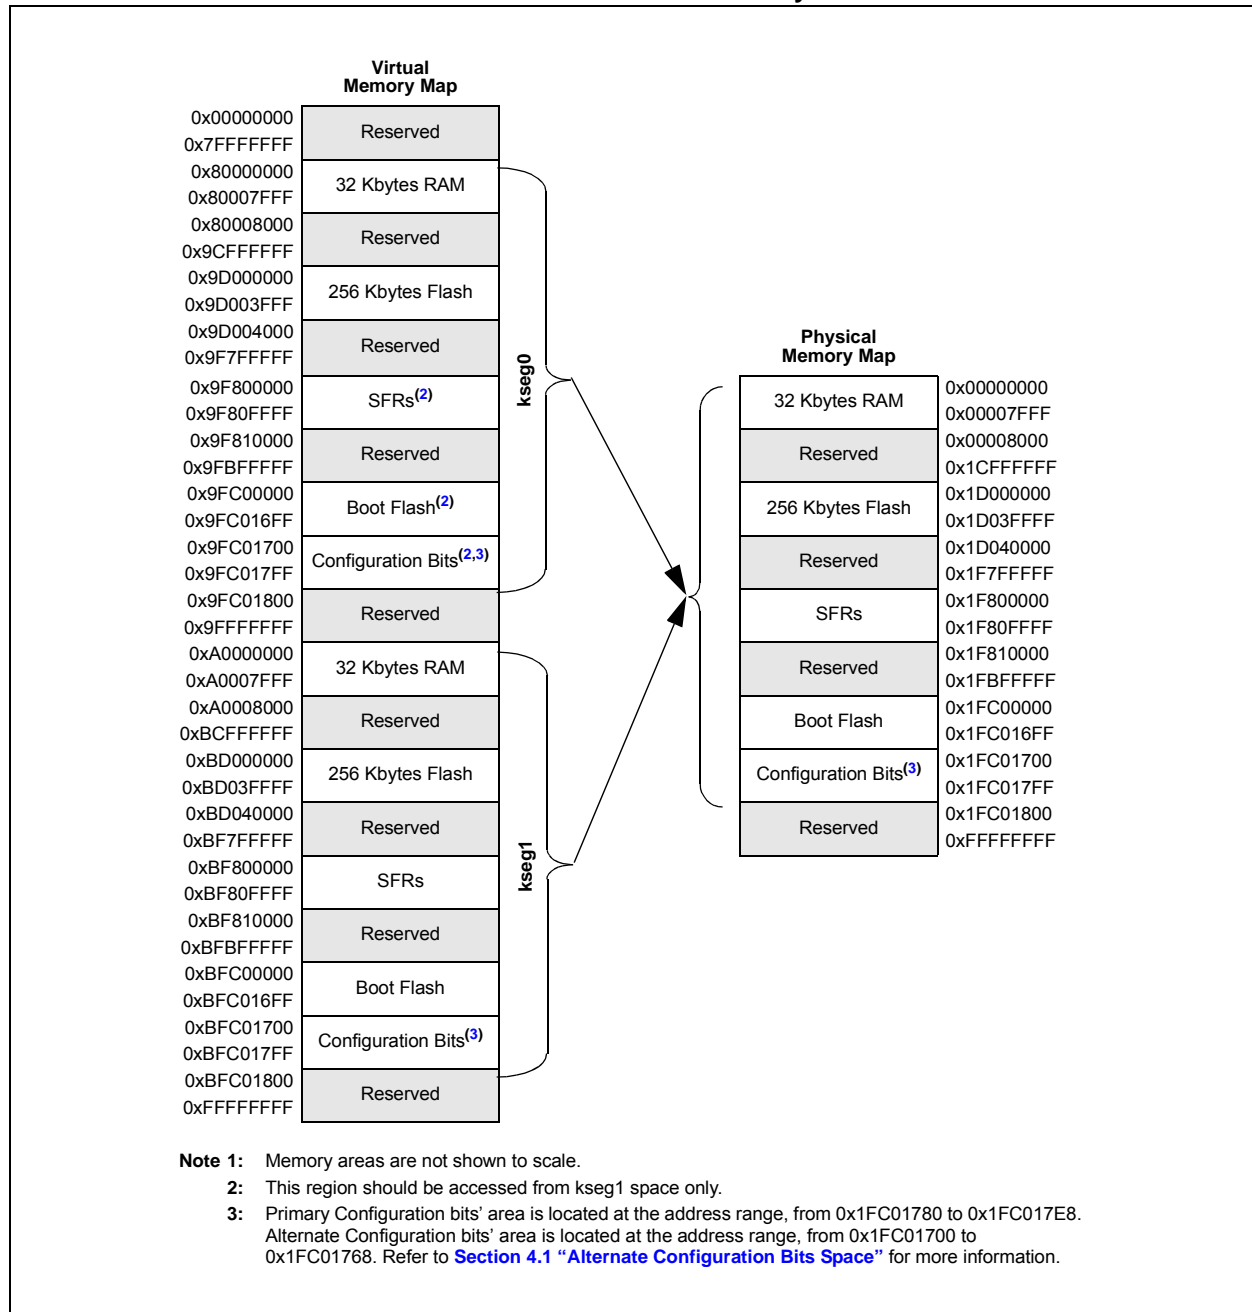 Virtual
Memory Map
0x00000000
Reserved
0x7FFFFFFF
0x80000000
32 Kbytes RAM
0x80007FFF
0x80008000
Reserved
0x9CFFFFFF
0x9D000000
256 Kbytes Flash
0x9D003FFF
0x9D004000
Reserved
0x9F7FFFFF
0x9F800000
SFRs(2)
0x9F80FFFF
0x9F810000
Reserved
0x9FBFFFFF
0x9FC00000
Boot Flash(2)
0x9FC016FF
0x9FC01700
Configuration Bits(2,3)
0x9FC017FF
0x9FC01800
Reserved
0x9FFFFFFF
0xA0000000
32 Kbytes RAM
0xA0007FFF
0xA0008000
Reserved
0xBCFFFFFF
0xBD000000
256 Kbytes Flash
0xBD03FFFF
0xBD040000
Reserved
0xBF7FFFFF
0xBF800000
SFRs
0xBF80FFFF
0xBF810000
Reserved
0xBFBFFFFF
0xBFC00000
Boot Flash
0xBFC016FF
0xBFC01700
Configuration Bits(3)
0xBFC017FF
0xBFC01800
Reserved
0xFFFFFFFF
kseg0
kseg1
Physical
Memory Map
32 Kbytes RAM
0x00000000
0x00007FFF
Reserved
0x00008000
0x1CFFFFFF
256 Kbytes Flash
0x1D000000
0x1D03FFFF
Reserved
0x1D040000
0x1F7FFFFF
SFRs
0x1F800000
0x1F80FFFF
Reserved
0x1F810000
0x1FBFFFFF
Boot Flash
0x1FC00000
0x1FC016FF
Configuration Bits(3)
0x1FC01700
0x1FC017FF
Reserved
0x1FC01800
0xFFFFFFFF
Note 1: Memory areas are not shown to scale.
2: This region should be accessed from kseg1 space only.
3: Primary Configuration bits' area is located at the address range, from 0x1FC01780 to 0x1FC017E8.
Alternate Configuration bits' area is located at the address range, from 0x1FC01700 to
0x1FC01768. Refer to Section 4.1 “Alternate Configuration Bits Space” for more information.